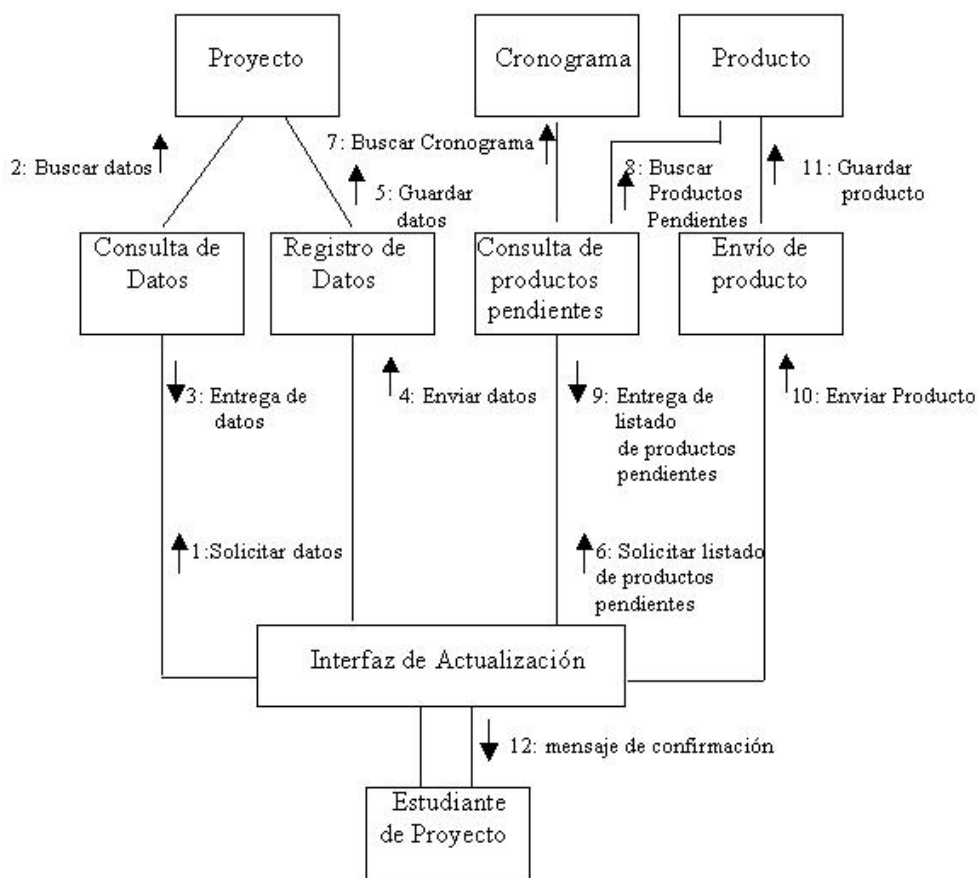 Proyecto
Cronograma
Producto
2: Buscar datos
7: Buscar Cronograma
5: Guardar
datos
8: Buscar
Productos
Pendientes
11: Guardar
producto
Consulta de
Datos
Registro de
Datos
Consulta de
productos
pendientes
Envío de
producto
3: Entrega de
datos
4: Enviar datos
9: Entrega de
listado
de productos
pendientes
10: Enviar Producto
1:Solicitar datos
6: Solicitar listado
de productos
pendientes
Interfaz de Actualización
12: mensaje de confirmación
Estudiante
de Proyecto